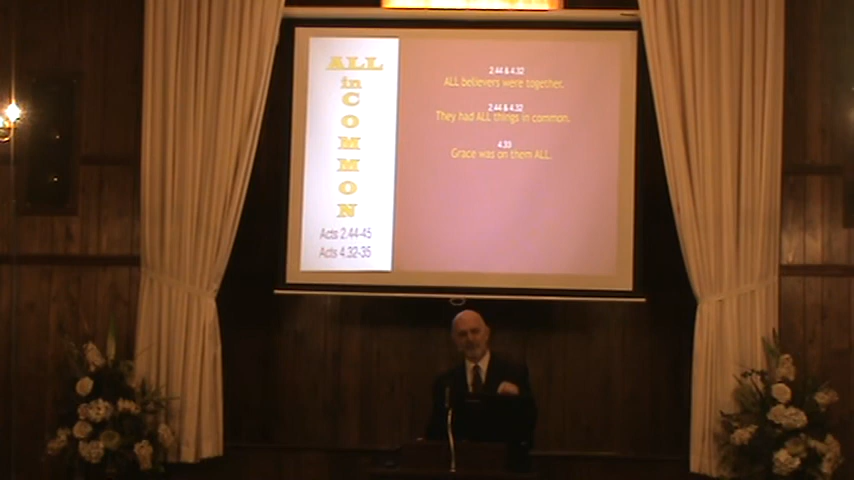 ALL
in
C
O
M
M
O
N
Acts 2.44-45
Acts 4.32-35
2.44 & 4.32
ALL believers were together.
2.44 & 4.32
They had ALL things in common.
4.33
Grace was on them ALL.